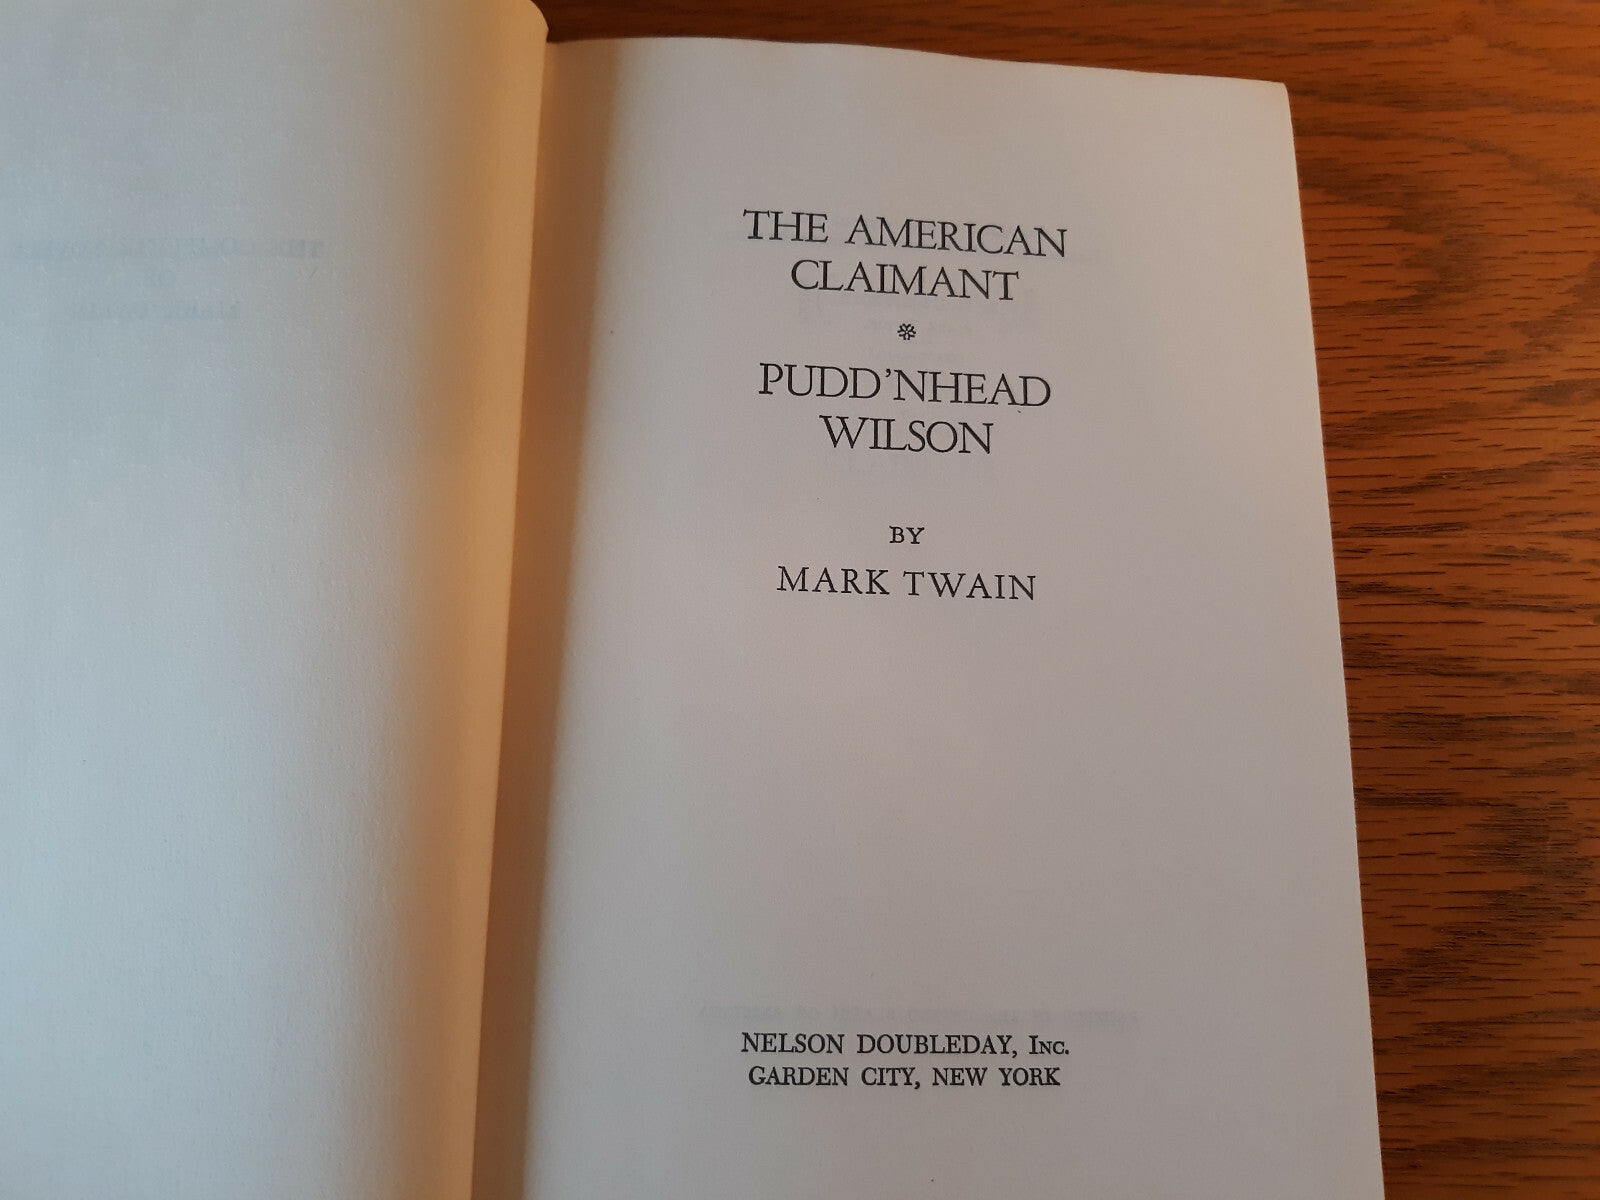 THE AMERICAN
CLAIMANT
PUDD'NHEAD
WILSON
BY
MARK TWAIN
NELSON DOUBLEDAY, INC.
GARDEN CITY, NEW YORK